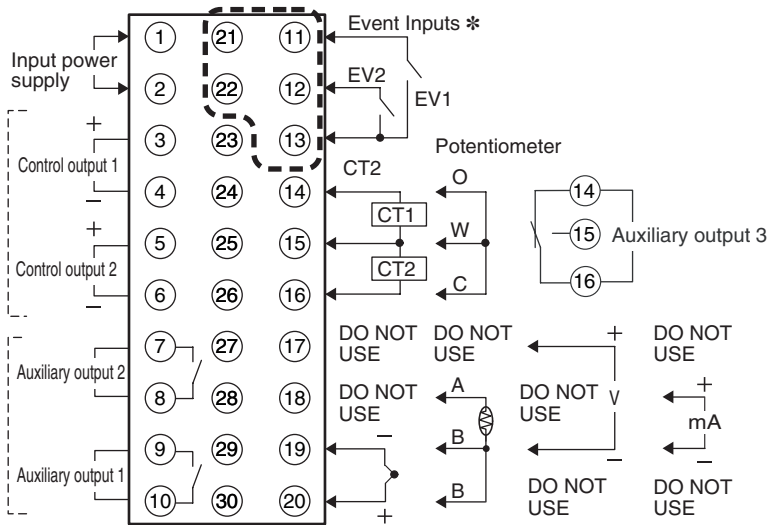 1 21 11 Event Inputs ✻
Input power
supply
2 22 12 EV2
EV1
+
3 23 13
Control output 1
Potentiometer
4 24 14 CT2 O 14
–
CT1
+
5 25 15 W 15 Auxiliary output 3
Control output 2
CT2
6 26 16 C 16
–
7 27 17 DO NOT
USE DO NOT
USE + DO NOT
USE
Auxiliary output 2
8 28 18 DO NOT
USE A DO NOT
USE V +
mA
9 29 19 – B – –
Auxiliary output 1
10 30 20 + B DO NOT
USE DO NOT
USE